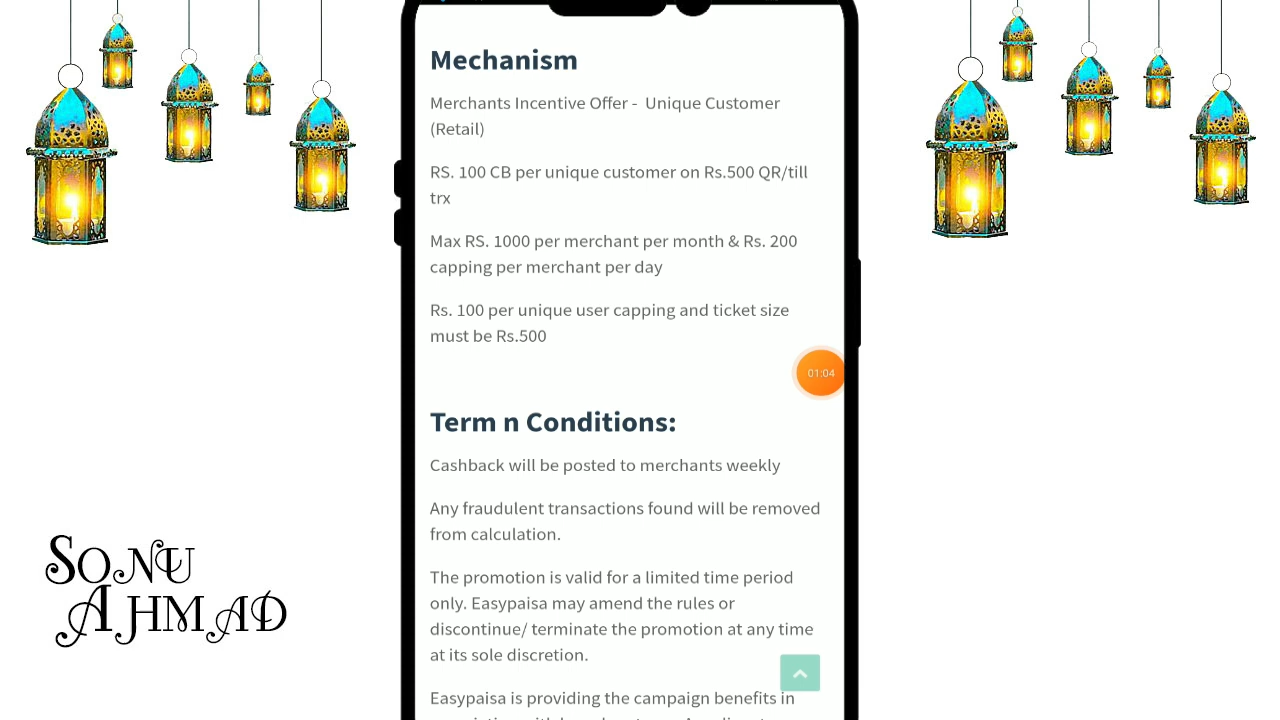 Mechanism
Merchants Incentive Offer - Unique Customer
(Retail)
RS. 100 CB per unique customer on Rs.500 QR/till
trx
Max RS. 1000 per merchant per month & Rs. 200
capping per merchant per day
Rs. 100 per unique user capping and ticket size
must be Rs.500
01:04
Term n Conditions:
Cashback will be posted to merchants weekly
Any fraudulent transactions found will be removed
from calculation.
The promotion is valid for a limited time period
only. Easypaisa may amend the rules or
discontinue/ terminate the promotion at any time
at its sole discretion.
Easypaisa is providing the campaign benefits in
SONU
AHMAD